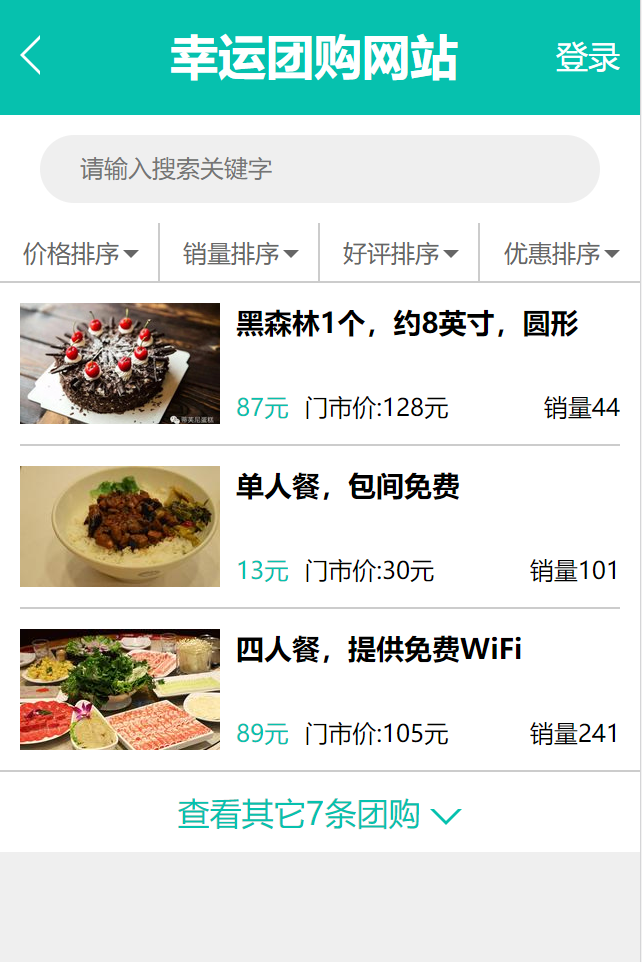 幸运团购网站
登录
请输入搜索关键字
价格排序 销量排序 好评排序 优惠排序
黑森林1个，约8英寸，圆形
87元 门市价:128元 销量44
单人餐，包间免费
13元 门市价:30元 销量101
四人餐，提供免费WiFi
89元 门市价:105元 销量241
查看其它7条团购